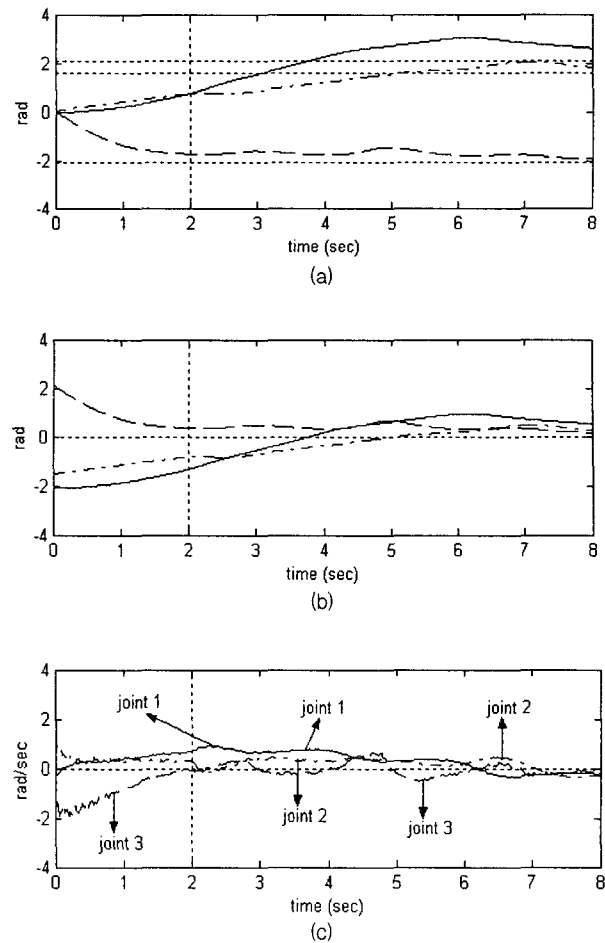 4
2
0
-2
-4
rad
0 1 2 3 4 5 6 7 8
time (sec)
(a)
4
2
0
-2
-4
rad
0 1 2 3 4 5 6 7 8
time (sec)
(b)
4
2
0
-2
-4
rad/sec
joint 1
joint 1
joint 2
joint 3
joint 2
joint 3
0 1 2 3 4 5 6 7 8
time (sec)
(c)